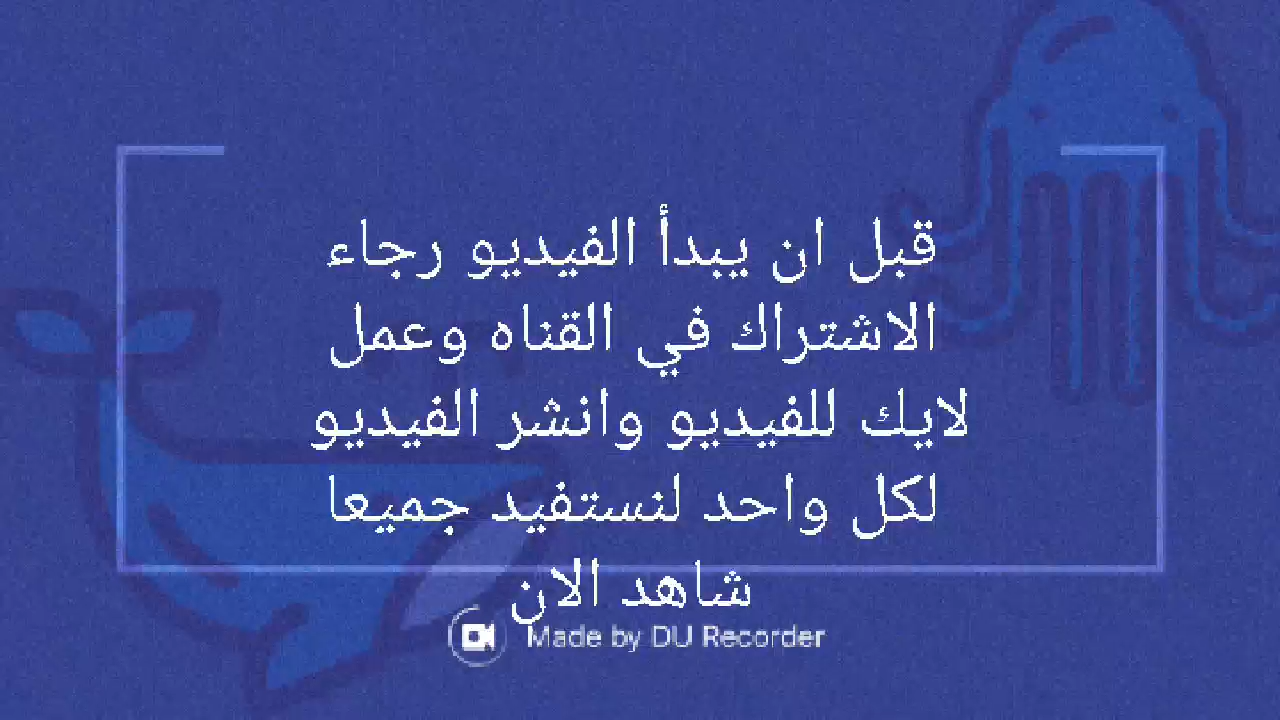 قبل ان يبدأ الفيديو رجاء
الاشتراك في القناه وعمل
لايك للفيديو وانشر الفيديو
لكل واحد لنستفيد جميعا
شاهد الان
Made by DU Recorder